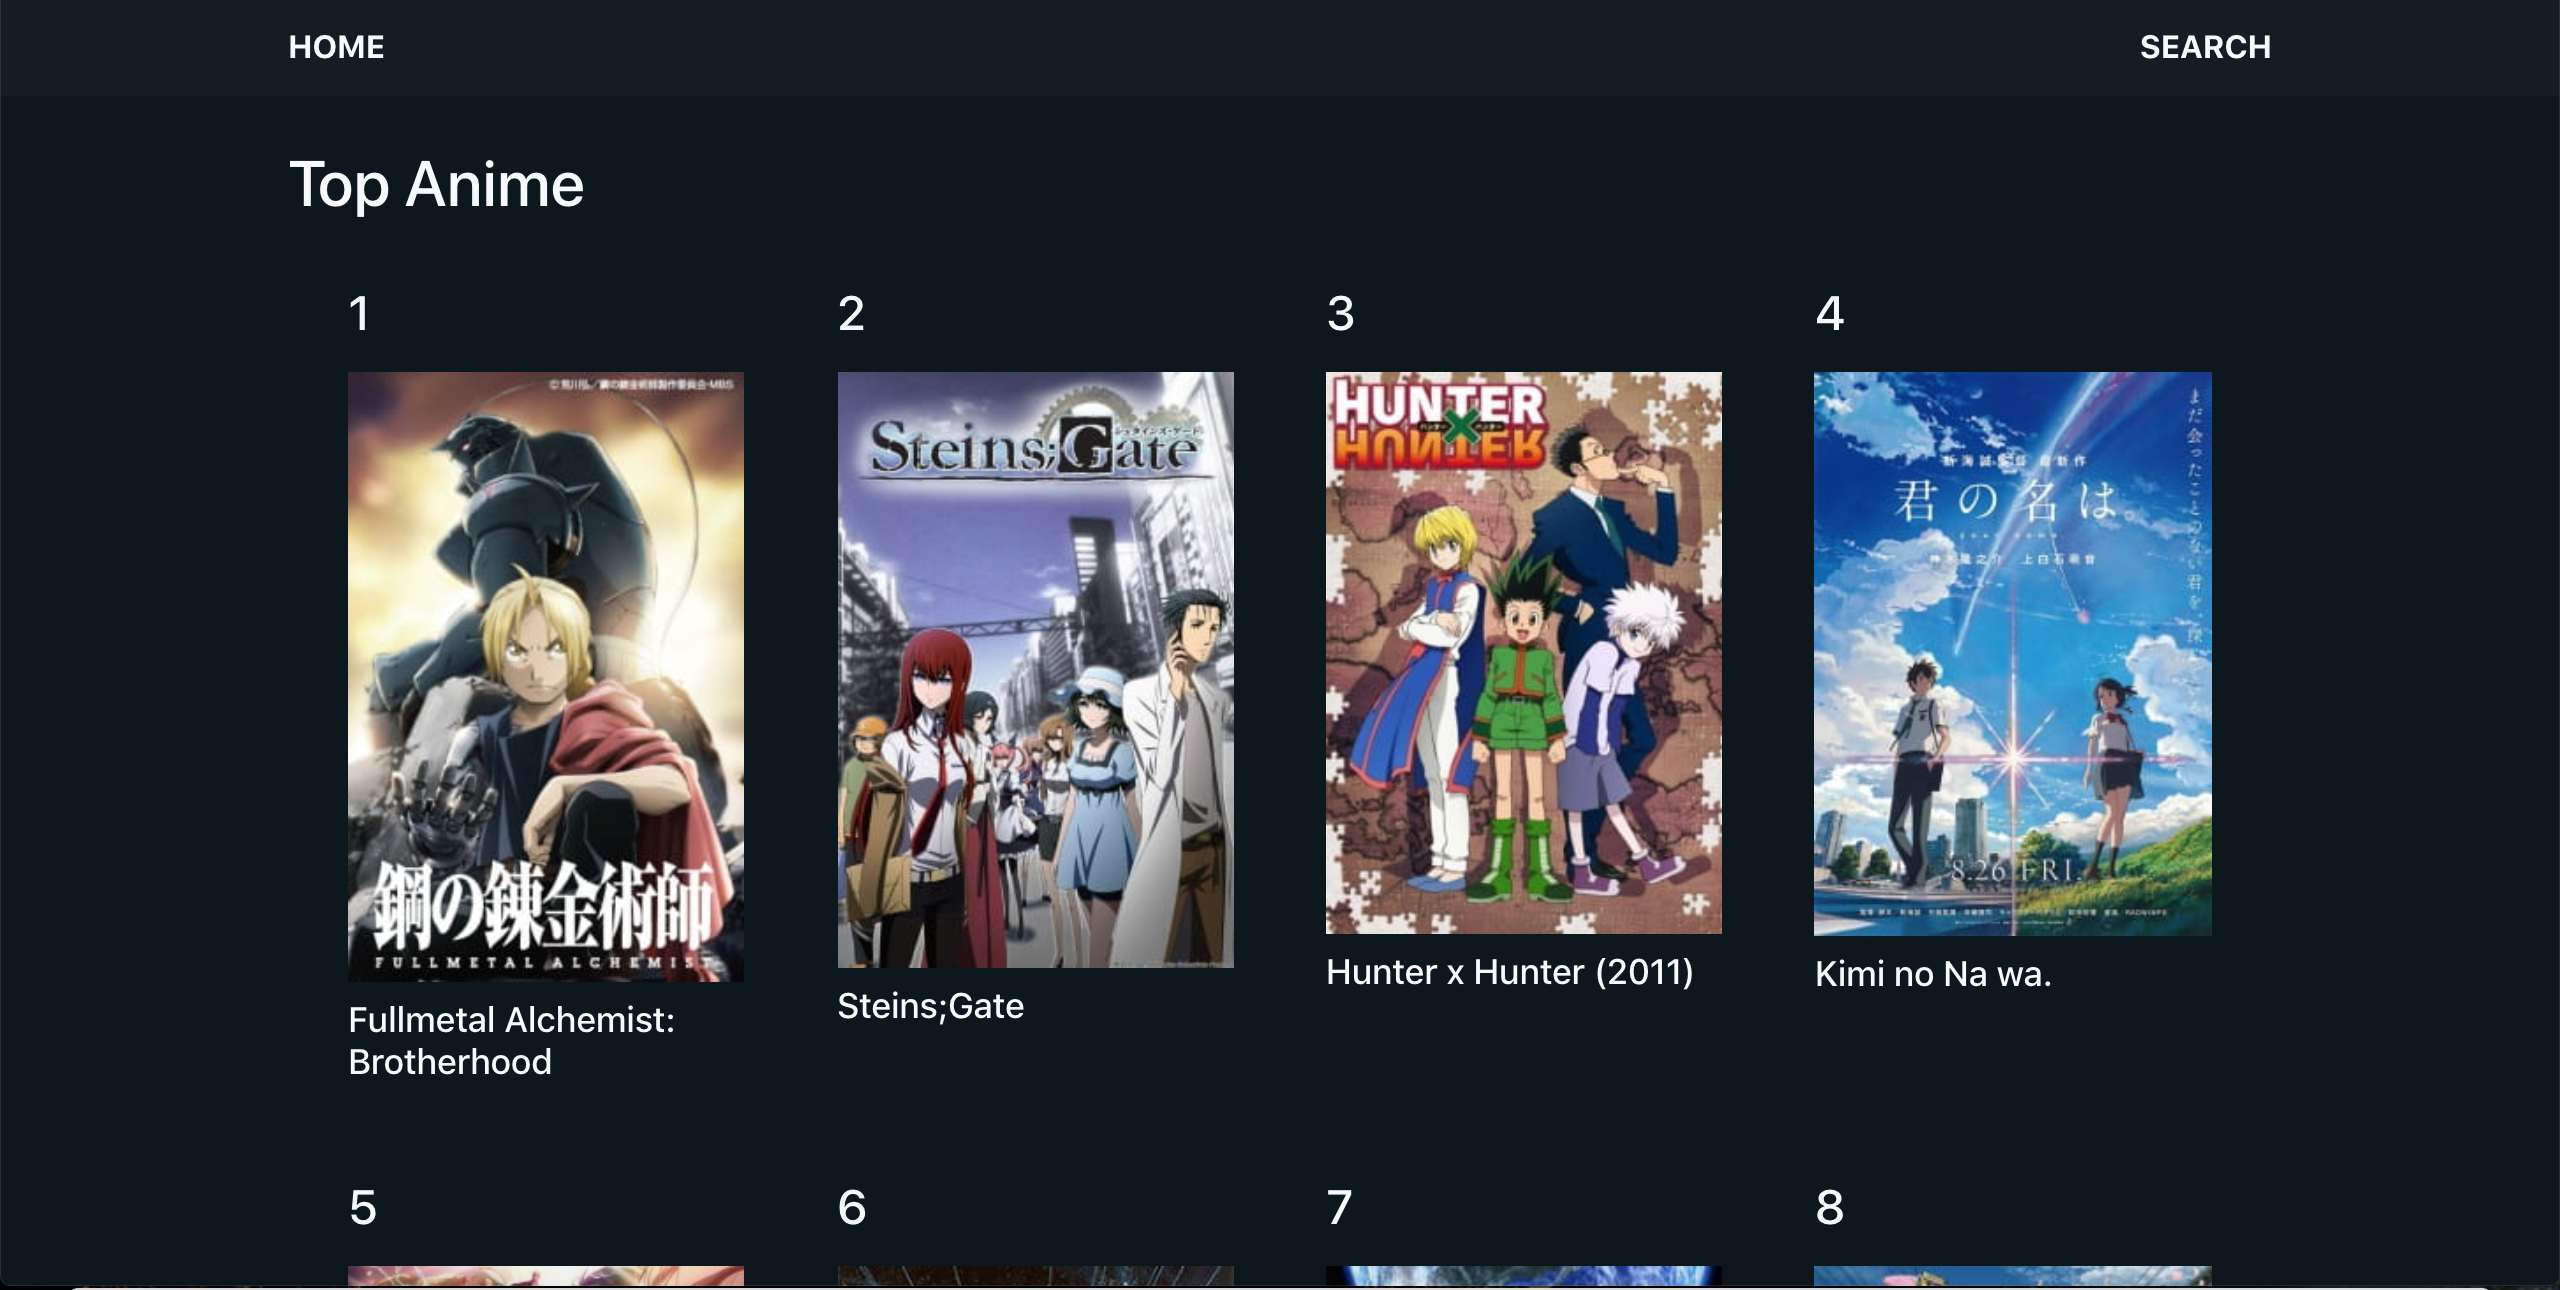 HOME
SEARCH
Top Anime
1
2
3
4
鋼の錬金術師
FULLMETAL ALCHEMIST
Fullmetal Alchemist:
Brotherhood
Steins;Gate
Steins;Gate
HUNTER
×
HUNTER
Hunter x Hunter (2011)
君の名は。
8.26 FRI.
Kimi no Na wa.
5
6
7
8